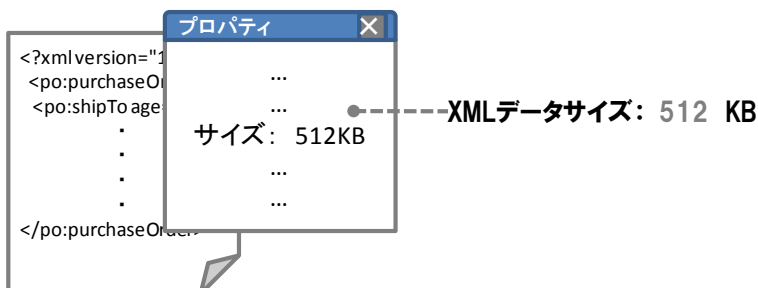 プロパティ
<?xml version="1
<po:purchaseOr
<po:shipTo age=
...
...
サイズ: 512KB
...
...
・
・
・
・
</po:purchaseOrder>
XMLデータサイズ: 512 KB